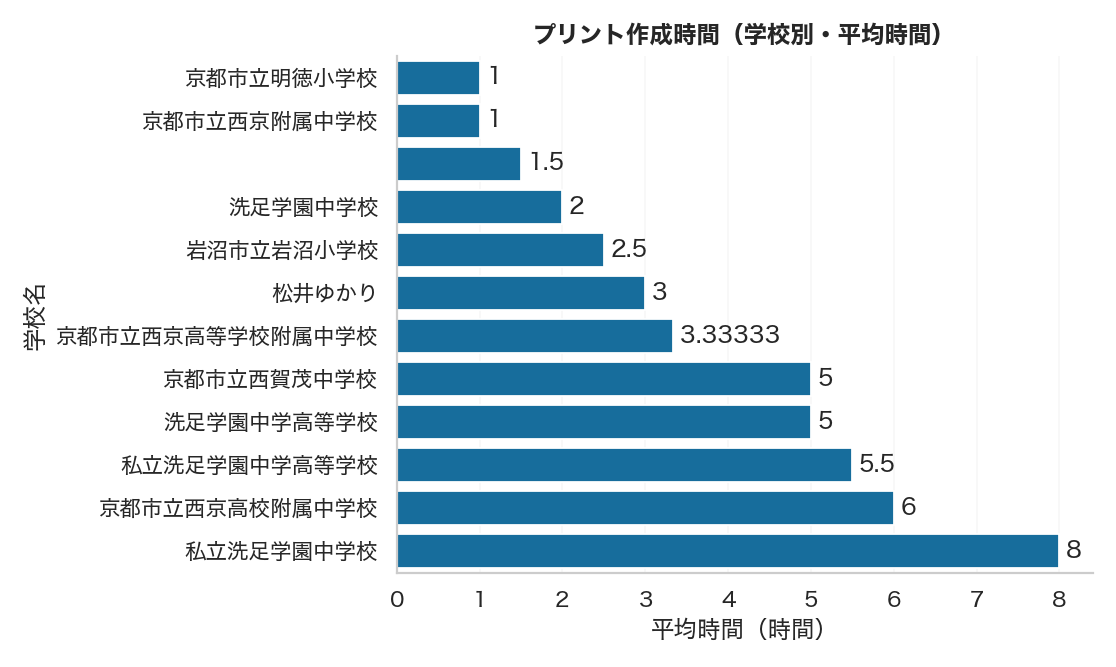 プリント作成時間（学校別・平均時間）
京都市立明徳小学校 1
京都市立西京附属中学校 1
1.5
洗足学園中学校 2
岩沼市立岩沼小学校 2.5
松井ゆかり 3
京都市立西京高等学校附属中学校 3.33333
京都市立西賀茂中学校 5
洗足学園中学高等学校 5
私立洗足学園中学高等学校 5.5
京都市立西京高校附属中学校 6
私立洗足学園中学校 8
学校名
0 1 2 3 4 5 6 7 8
平均時間（時間）